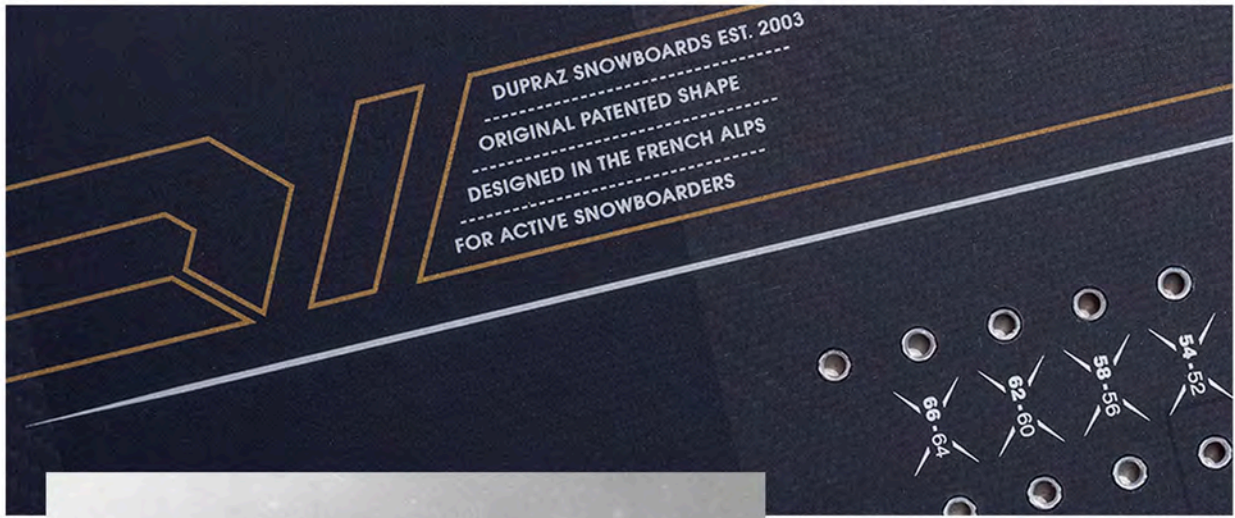 DUPRAZ SNOWBOARDS EST. 2003
ORIGINAL PATENTED SHAPE
DESIGNED IN THE FRENCH ALPS
FOR ACTIVE SNOWBOARDERS
66-64
62-60
58-56
54-52